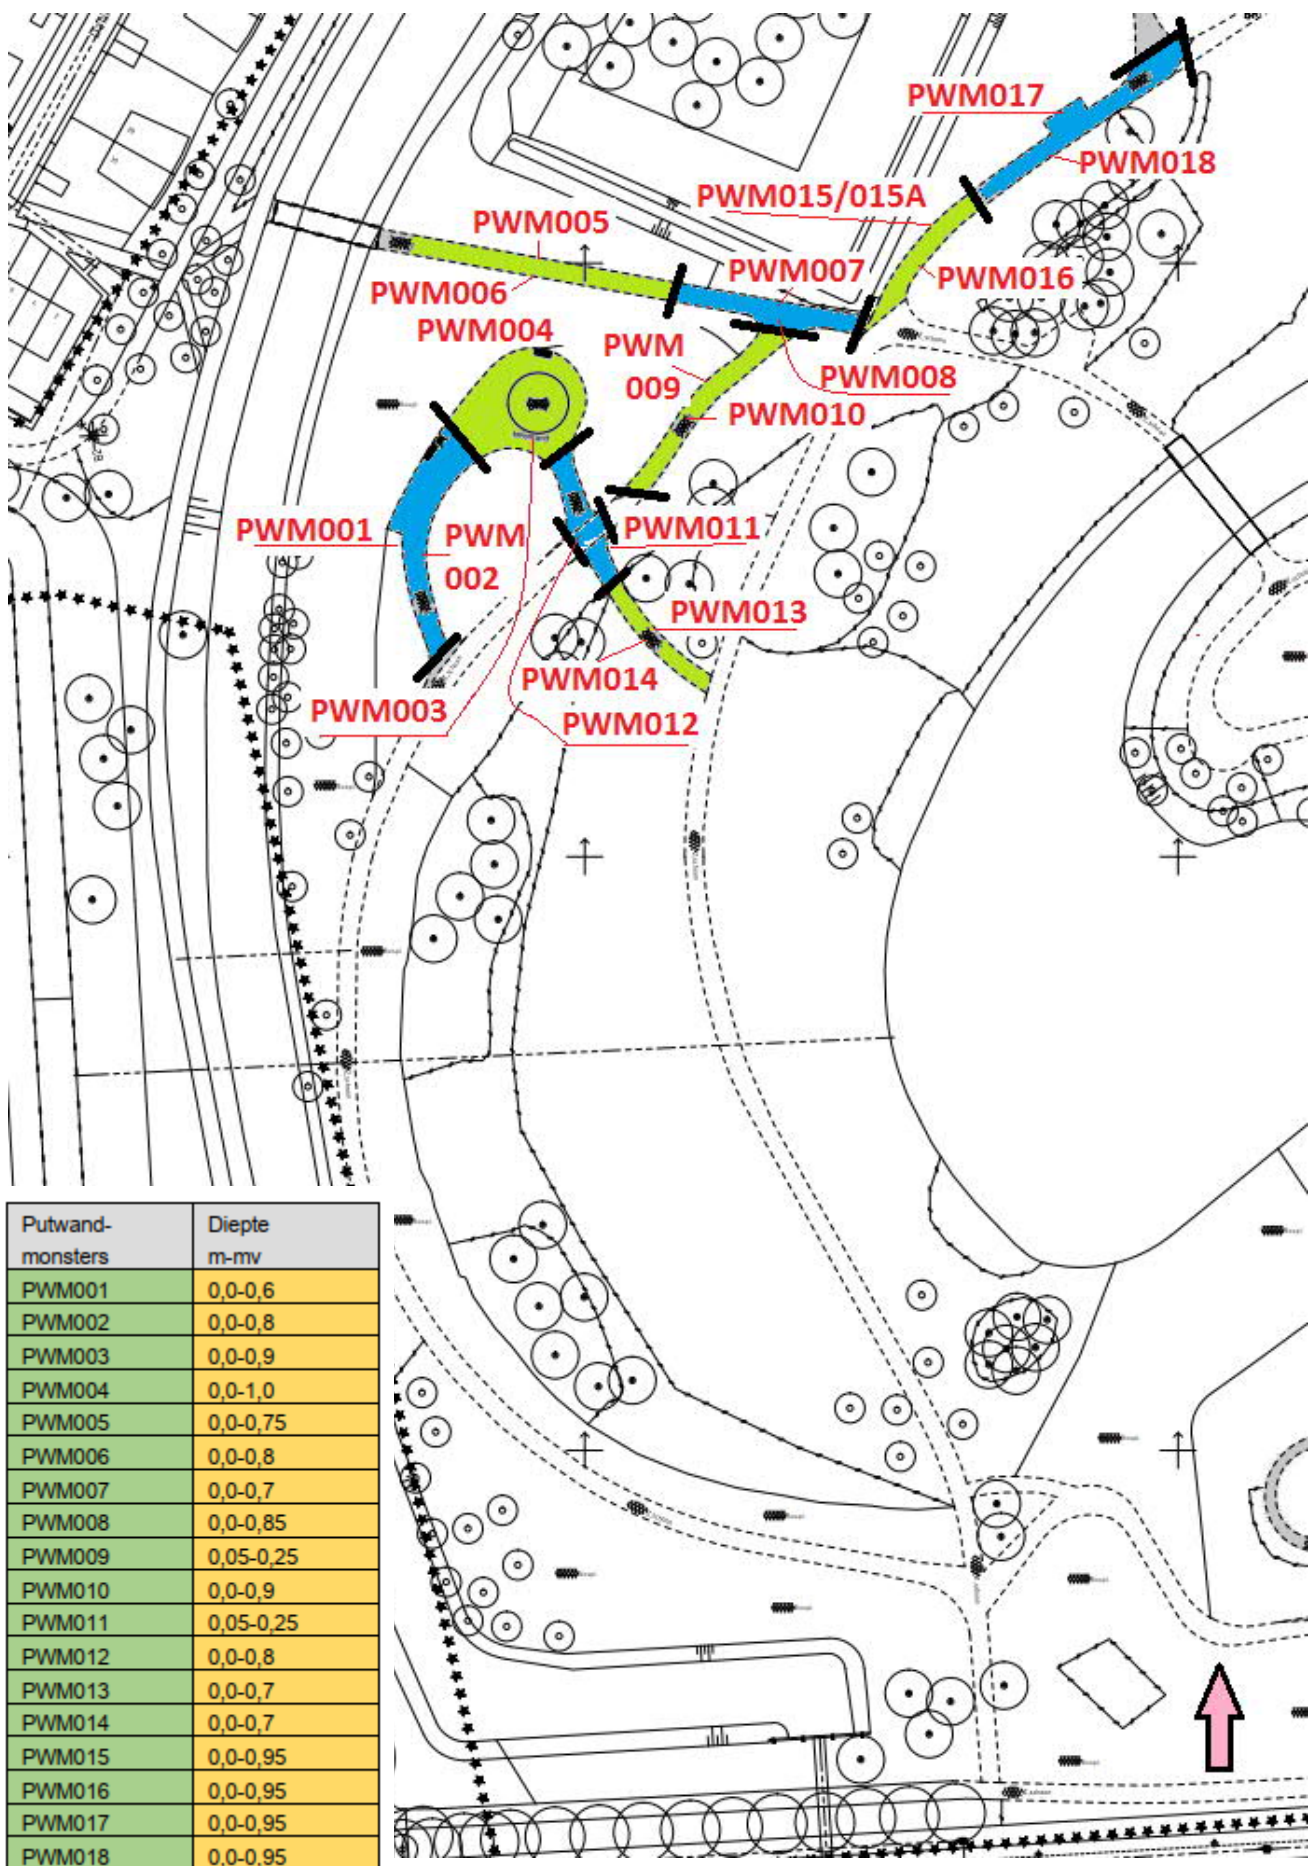 PWM017
PWM018
PWM015/015A
PWM005
PWM007
PWM016
PWM006
PWM004
PWM
009
PWM008
PWM010
PWM001
PWM
002
PWM011
PWM013
PWM014
PWM003
PWM012
Putwand-
monsters
Diepte
m-mv
PWM001 0,0-0,6
PWM002 0,0-0,8
PWM003 0,0-0,9
PWM004 0,0-1,0
PWM005 0,0-0,75
PWM006 0,0-0,8
PWM007 0,0-0,7
PWM008 0,0-0,85
PWM009 0,05-0,25
PWM010 0,0-0,9
PWM011 0,05-0,25
PWM012 0,0-0,8
PWM013 0,0-0,7
PWM014 0,0-0,7
PWM015 0,0-0,95
PWM016 0,0-0,95
PWM017 0,0-0,95
PWM018 0,0-0,95